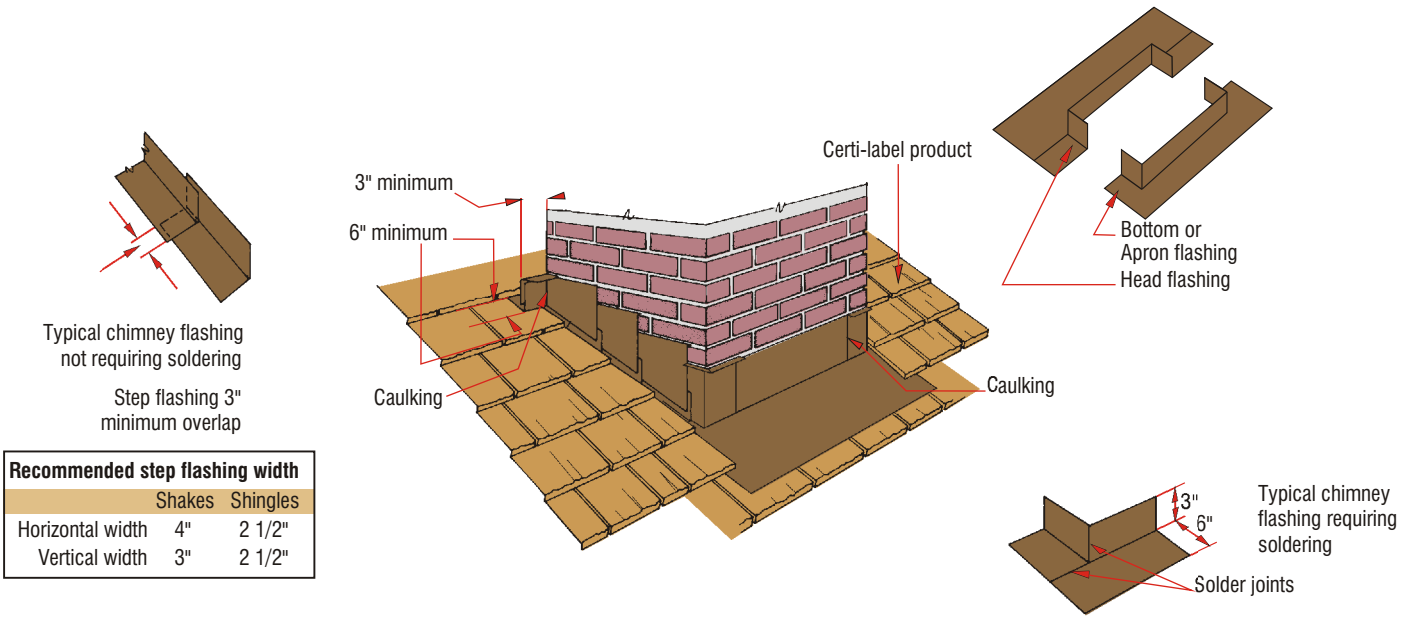 Certi-label product
3" minimum
6" minimum
Bottom or
Apron flashing
Head flashing
Typical chimney flashing
not requiring soldering
Step flashing 3"
minimum overlap
Caulking
Caulking
Recommended step flashing width
Shakes Shingles
Horizontal width 4" 2 1/2"
Vertical width 3" 2 1/2"
3"
6"
Typical chimney
flashing requiring
soldering
Solder joints